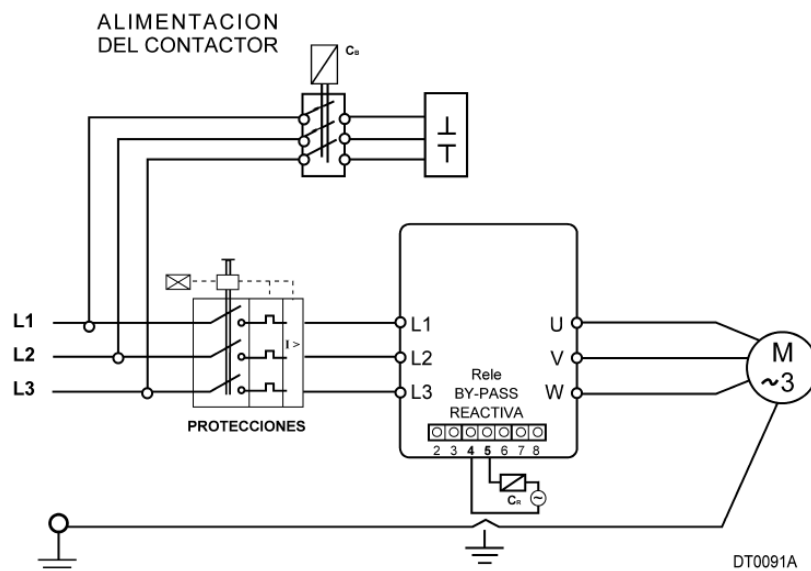 ALIMENTACION
DEL CONTACTOR
CB
L1
L2
L3
I >
PROTECCIONES
L1
L2
L3
U
V
W
Rele
BY-PASS
REACTIVA
2 3 4 5 6 7 8
CR
~
M
~3
DT0091A